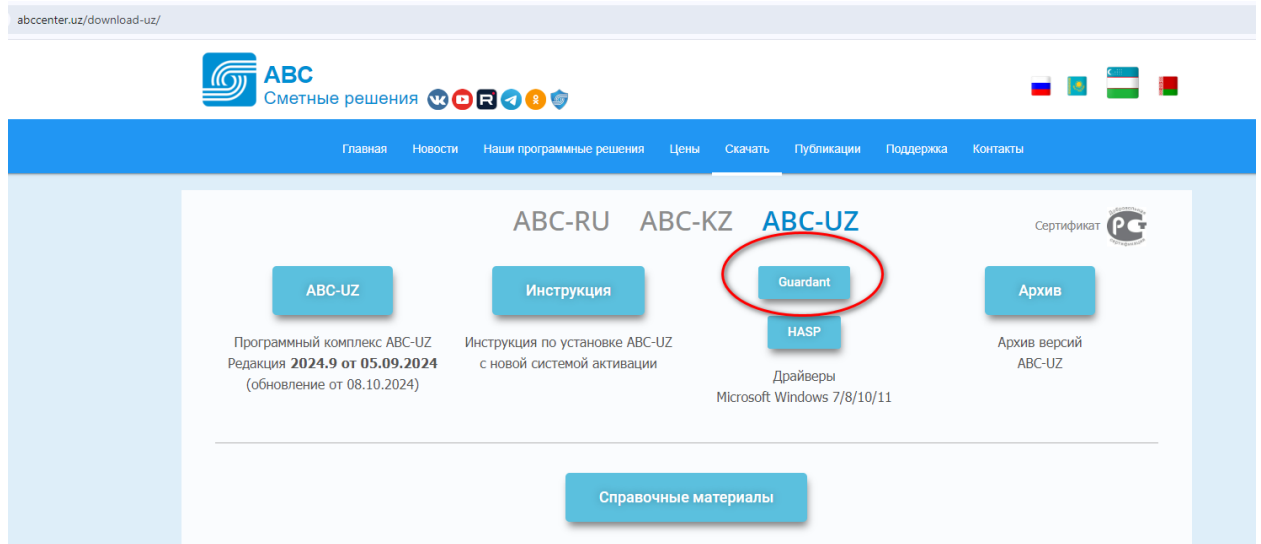 abccenter.uz/download-uz/
АВС
Сметные решения
Главная Новости Наши программные решения Цены Скачать Публикации Поддержка Контакты
ABC-RU ABC-KZ ABC-UZ
Сертификат
ABC-UZ
Программный комплекс ABC-UZ
Редакция 2024.9 от 05.09.2024
(обновление от 08.10.2024)
Инструкция
Инструкция по установке ABC-UZ
с новой системой активации
Guardant
HASP
Драйверы
Microsoft Windows 7/8/10/11
Архив
Архив версий
ABC-UZ
Справочные материалы